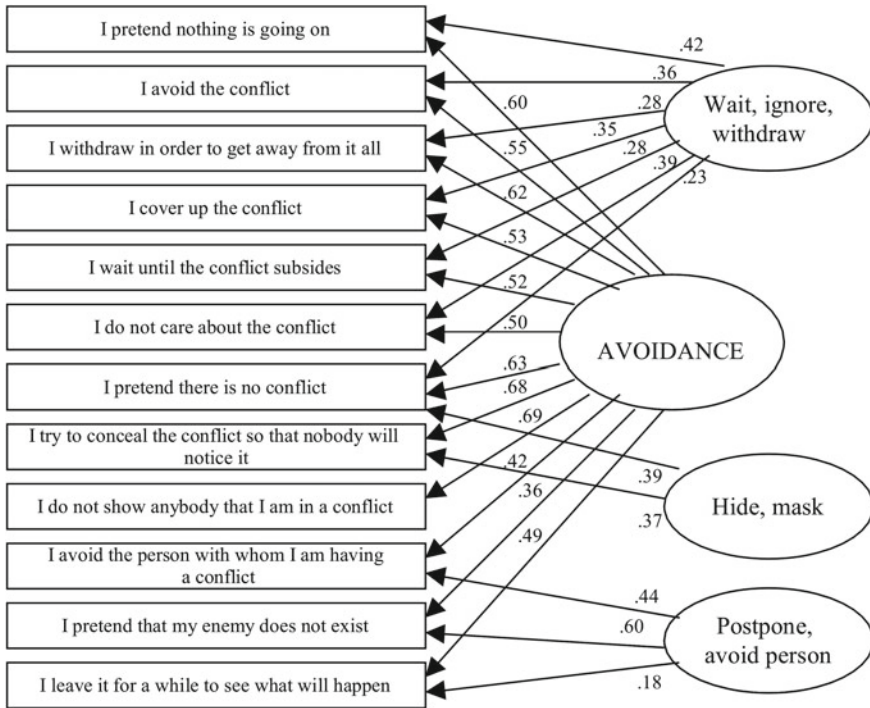 I pretend nothing is going on
I avoid the conflict
I withdraw in order to get away from it all
I cover up the conflict
I wait until the conflict subsides
I do not care about the conflict
I pretend there is no conflict
I try to conceal the conflict so that nobody will
notice it
I do not show anybody that I am in a conflict
I avoid the person with whom I am having
a conflict
I pretend that my enemy does not exist
I leave it for a while to see what will happen
.42
.36
.28
.35
.28
.39
.23
.60
.55
.62
.53
.52
.50
.63
.68
.69
.42
.36
.49
.39
.37
.44
.60
.18
Wait, ignore,
withdraw
AVOIDANCE
Hide, mask
Postpone,
avoid person